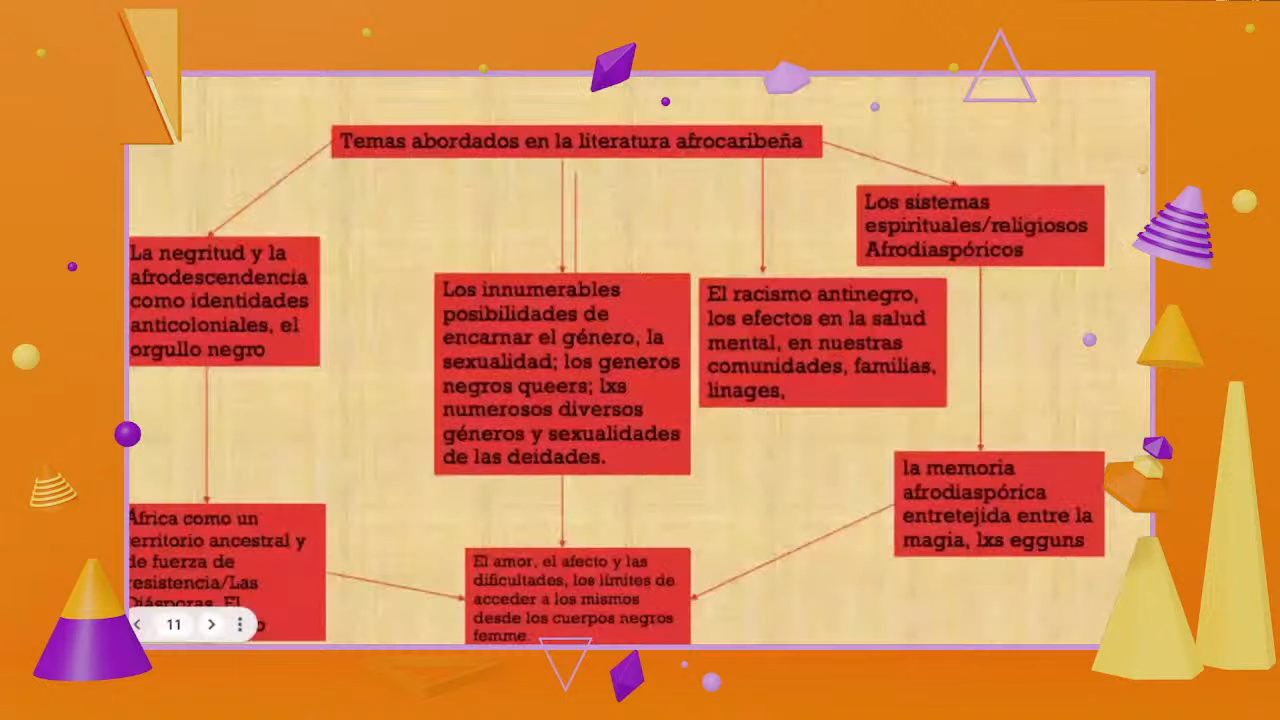 Temas abordados en la literatura afrocaribeña
La negritud y la
afrodescendencia
como identidades
anticoloniales, el
orgullo negro
Los innumerables
posibilidades de
encarnar el género, la
sexualidad; los generos
negros queers; lxs
numerosos diversos
géneros y sexualidades
de las deidades.
El racismo antinegro,
los efectos en la salud
mental, en nuestras
comunidades, familias,
linages,
Los sistemas
espirituales/religiosos
Afrodiaspóricos
la memoria
afrodiaspórica
entretejida entre la
magia, lxs egguns
África como un
erritorio ancestral y
de fuerza de
esistencia/Las
Diásporas. El
El amor, el afecto y las
dificultades, los límites de
acceder a los mismos
desde los cuerpos negros
femme.
11